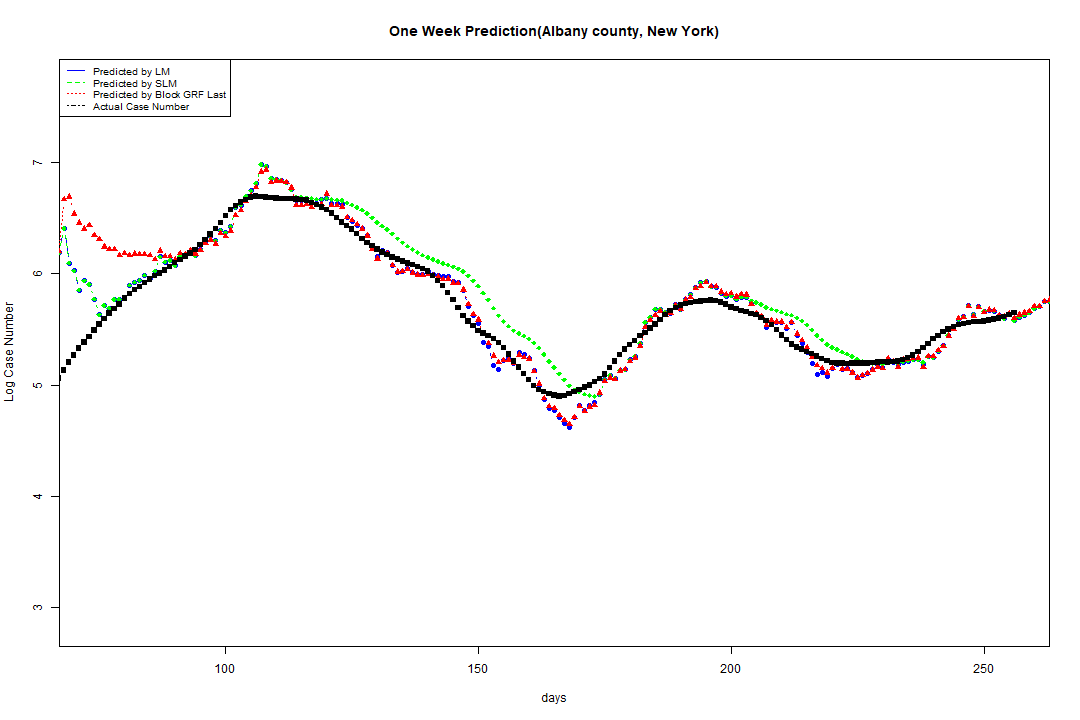 One Week Prediction(Albany county, New York)
Predicted by LM
Predicted by SLM
Predicted by Block GRF Last
Actual Case Number
Log Case Number
7
6
5
4
3
100 150 200 250
days